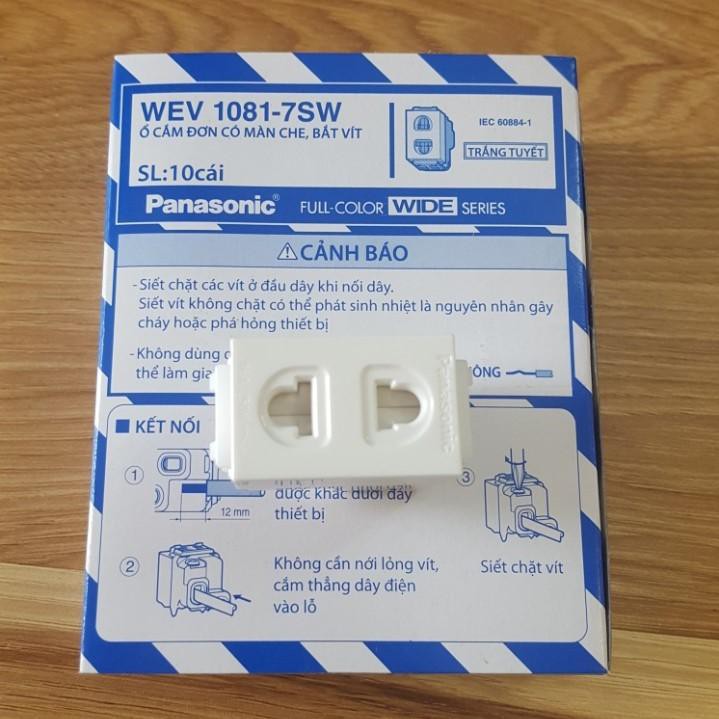 WEV 1081-7SW
Ổ CẮM ĐƠN CÓ MÀN CHE, BẮT VÍT
SL:10cái
IEC 60884-1
TRẮNG TUYẾT
Panasonic FULL-COLOR WIDE SERIES
CẢNH BÁO
- Siết chặt các vít ở đầu dây khi nối dây.
Siết vít không chặt có thể phát sinh nhiệt là nguyên nhân gây
cháy hoặc phá hỏng thiết bị
- Không dùng
thể làm
Panasonic
KẾT NỐI
1
12 mm
được khác dưới đáy
thiết bị
2
Không cần nới lỏng vít,
cắm thẳng dây điện
vào lỗ
3
Siết chặt vít